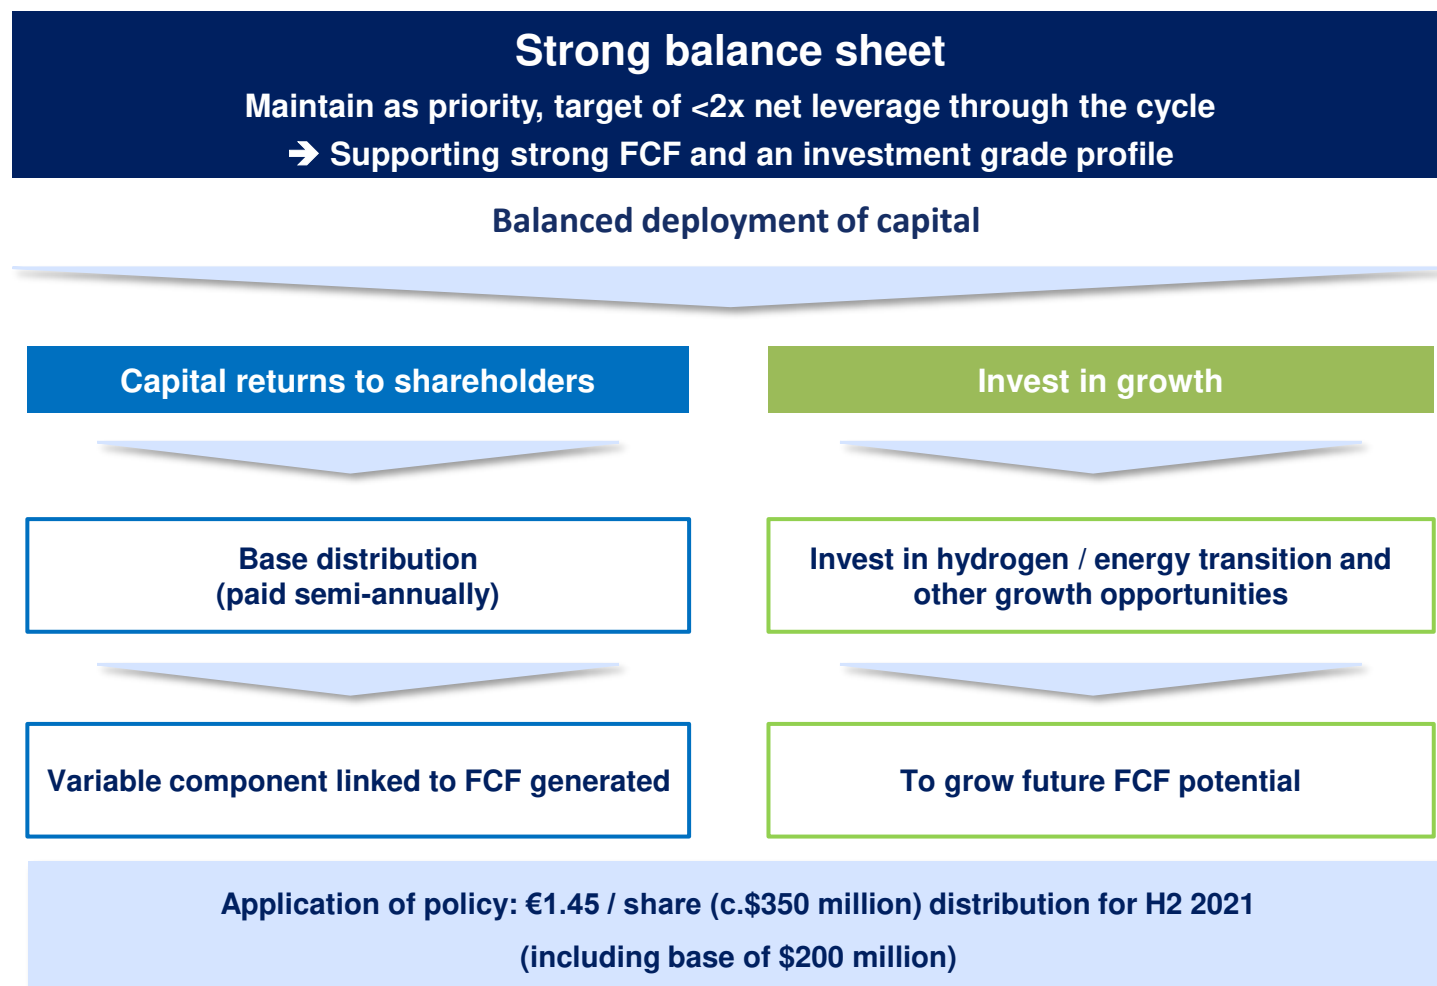 Strong balance sheet
Maintain as priority, target of <2x net leverage through the cycle
➔ Supporting strong FCF and an investment grade profile
Balanced deployment of capital
Capital returns to shareholders
Invest in growth
Base distribution
(paid semi-annually)
Invest in hydrogen / energy transition and
other growth opportunities
Variable component linked to FCF generated
To grow future FCF potential
Application of policy: €1.45 / share (c.$350 million) distribution for H2 2021
(including base of $200 million)